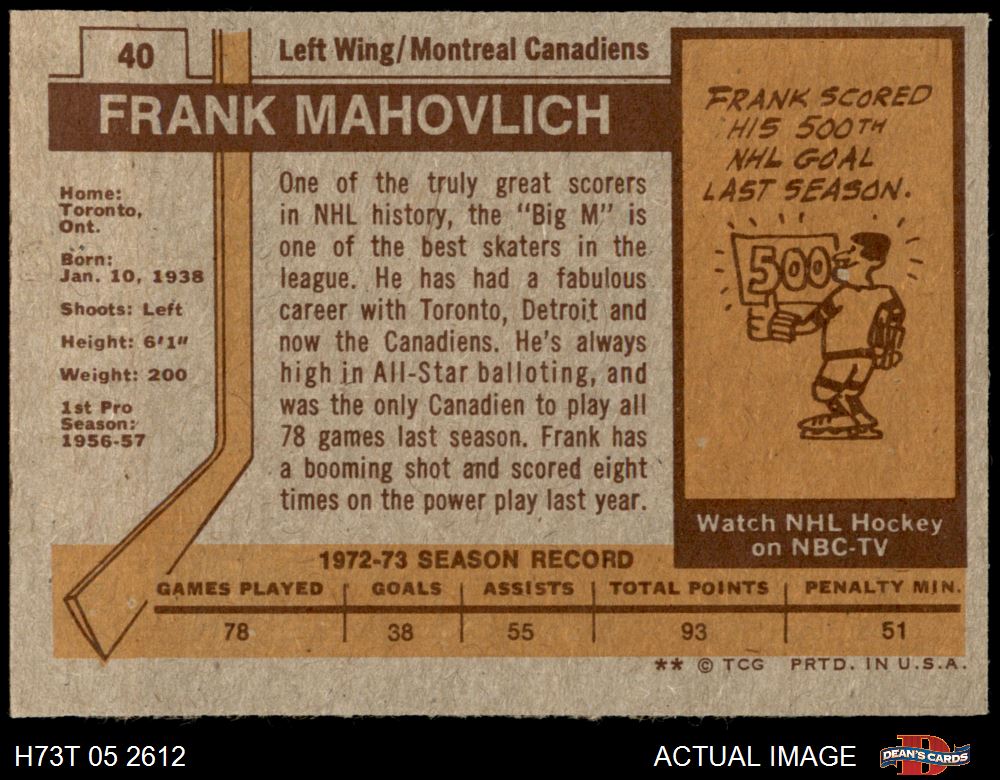 40
Left Wing/Montreal Canadiens
FRANK MAHOVLICH
Home:
Toronto,
Ont.
Born:
Jan. 10, 1938
Shoots: Left
Height: 6'1"
Weight: 200
1st Pro
Season:
1956-57
One of the truly great scorers
in NHL history, the "Big M" is
one of the best skaters in the
league. He has had a fabulous
career with Toronto, Detroit and
now the Canadiens. He's always
high in All-Star balloting, and
was the only Canadien to play all
78 games last season. Frank has
a booming shot and scored eight
times on the power play last year.
FRANK SCORED
HIS 500TH
NHL GOAL
LAST SEASON.
500
Watch NHL Hockey
on NBC-TV
1972-73 SEASON RECORD
GAMES PLAYED GOALS ASSISTS TOTAL POINTS PENALTY MIN.
78 38 55 93 51
** © TCG PRTD. IN U.S.A.
H73T 05 2612 ACTUAL IMAGE DEAN'S CARDS